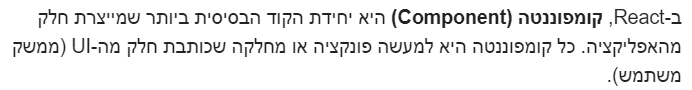 ב-React, קומפוננטה (Component) היא יחידת הקוד הבסיסית ביותר שמייצרת חלק
מהאפליקציה. כל קומפוננטה היא למעשה פונקציה או מחלקה שכותבת חלק מה-UI (ממשק
משתמש).